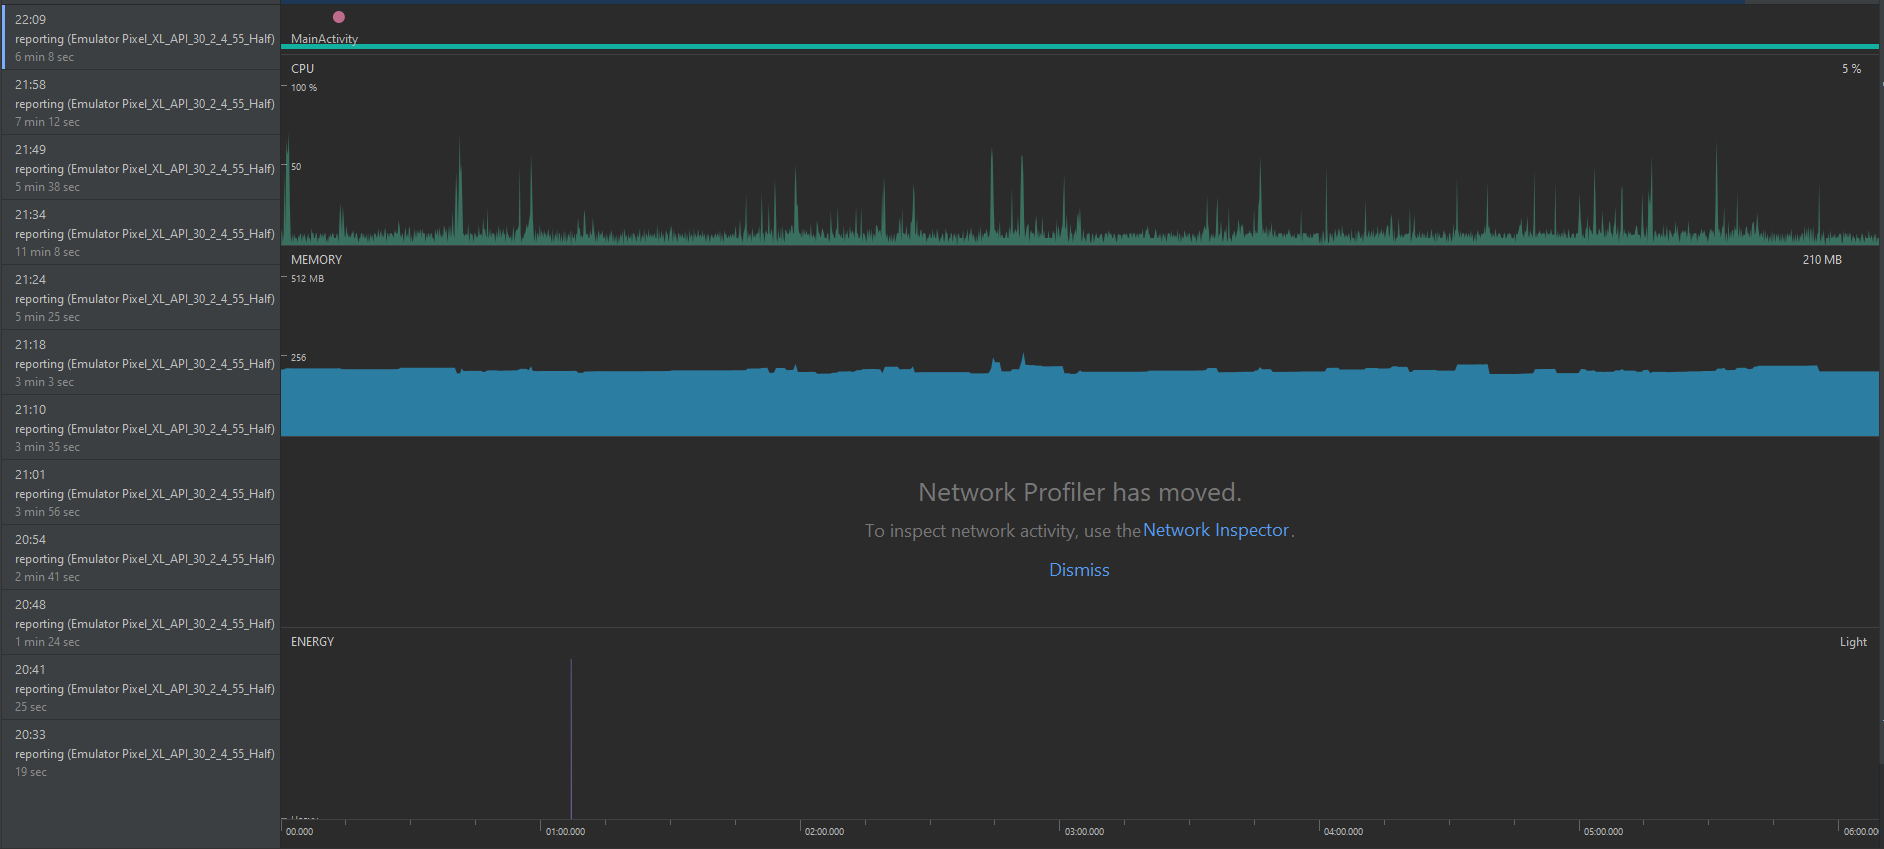 22:09
reporting (Emulator Pixel_XL_API_30_2_4_55_Half)
6 min 8 sec
21:58
reporting (Emulator Pixel_XL_API_30_2_4_55_Half)
7 min 12 sec
21:49
reporting (Emulator Pixel_XL_API_30_2_4_55_Half)
5 min 38 sec
21:34
reporting (Emulator Pixel_XL_API_30_2_4_55_Half)
11 min 8 sec
21:24
reporting (Emulator Pixel_XL_API_30_2_4_55_Half)
5 min 25 sec
21:18
reporting (Emulator Pixel_XL_API_30_2_4_55_Half)
3 min 3 sec
21:10
reporting (Emulator Pixel_XL_API_30_2_4_55_Half)
3 min 35 sec
21:01
reporting (Emulator Pixel_XL_API_30_2_4_55_Half)
3 min 56 sec
20:54
reporting (Emulator Pixel_XL_API_30_2_4_55_Half)
2 min 41 sec
20:48
reporting (Emulator Pixel_XL_API_30_2_4_55_Half)
1 min 24 sec
20:41
reporting (Emulator Pixel_XL_API_30_2_4_55_Half)
25 sec
20:33
reporting (Emulator Pixel_XL_API_30_2_4_55_Half)
19 sec
MainActivity
CPU 5 %
100 %
50
MEMORY 210 MB
512 MB
256
Network Profiler has moved.
To inspect network activity, use the Network Inspector.
Dismiss
ENERGY Light
00.000 01:00.000 02:00.000 03:00.000 04:00.000 05:00.000 06:00.00